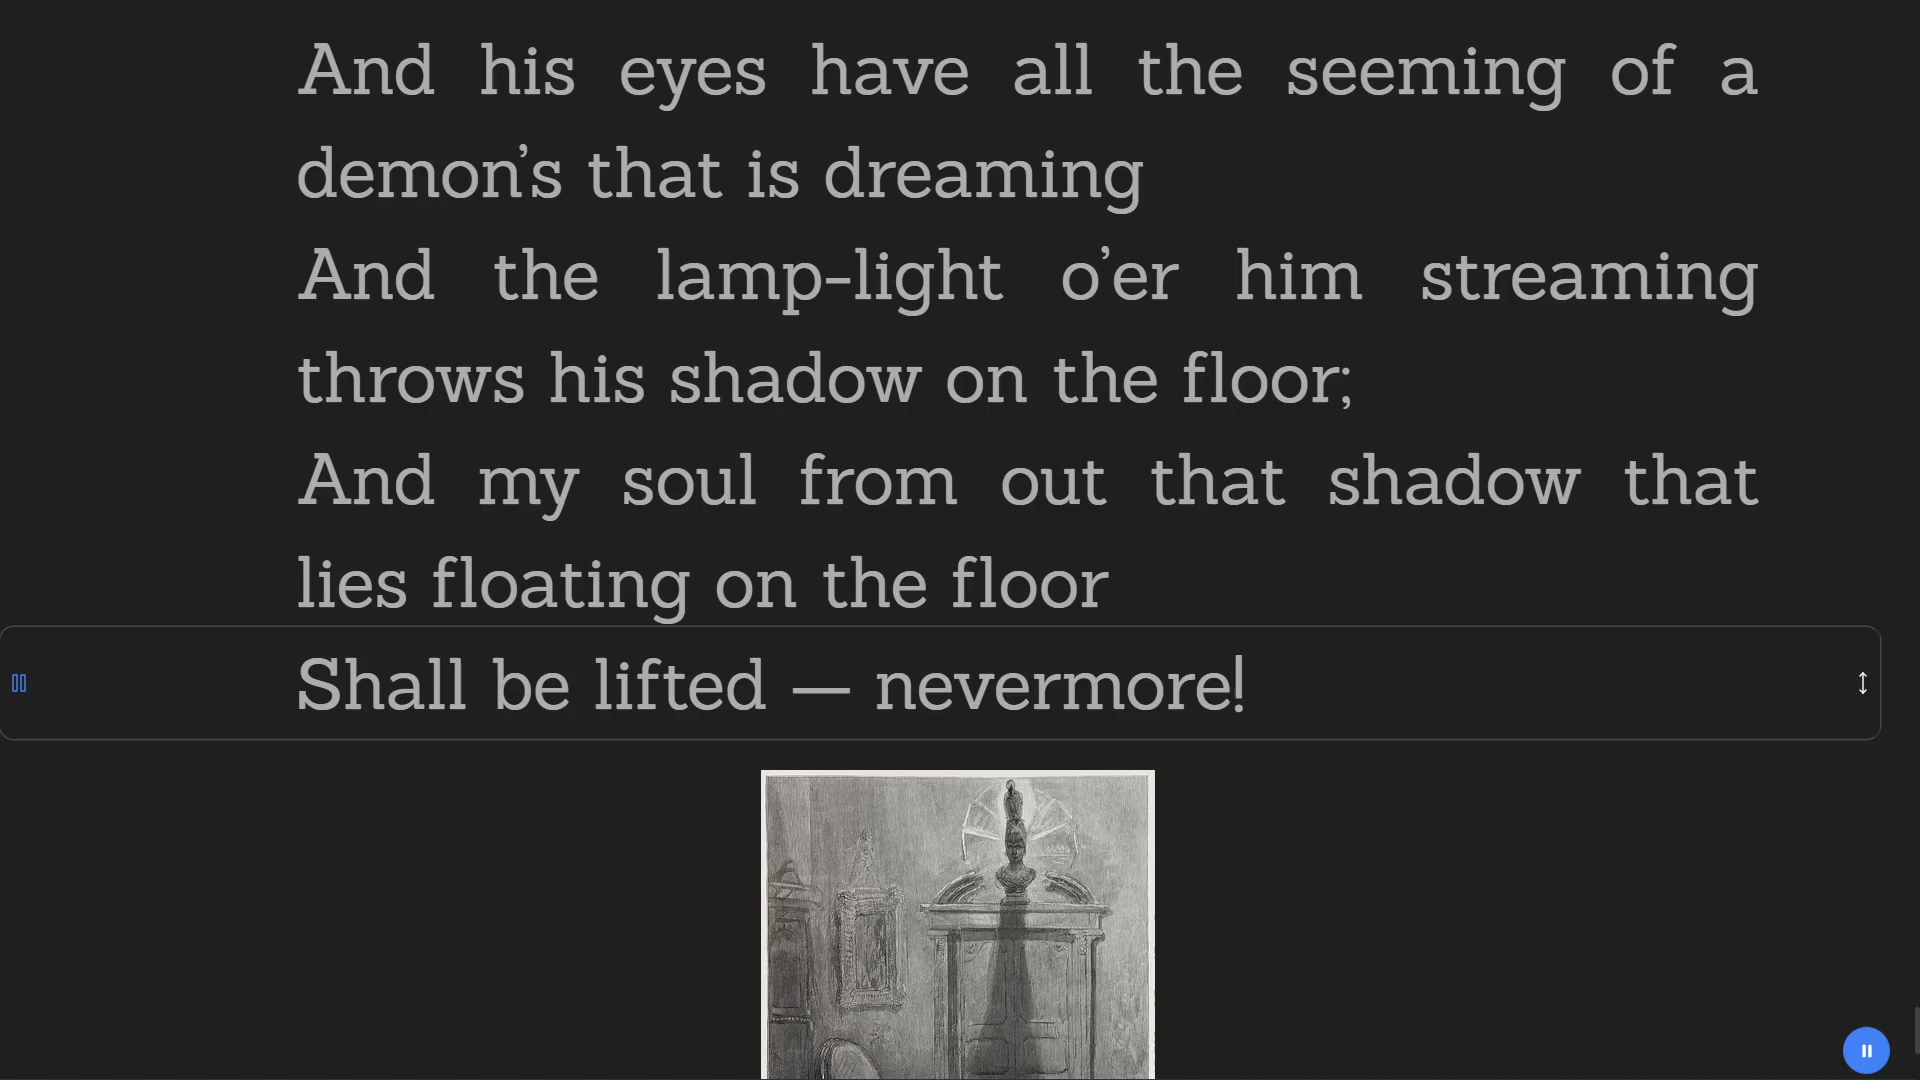 And his eyes have all the seeming of a
demon’s that is dreaming
And the lamp-light o’er him streaming
throws his shadow on the floor;
And my soul from out that shadow that
lies floating on the floor
Shall be lifted — nevermore!